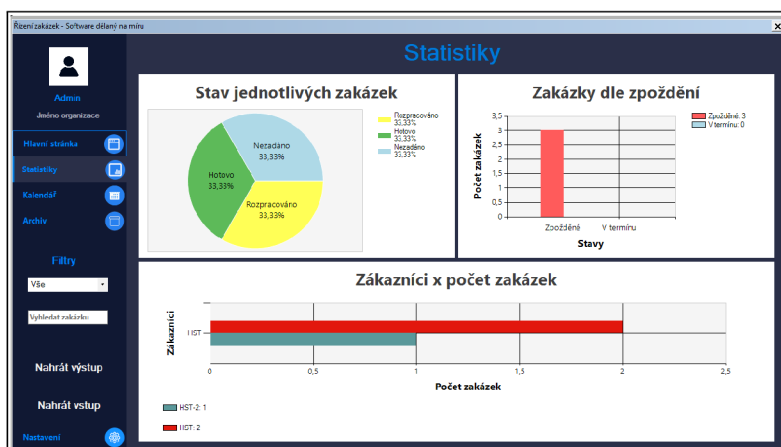 Řízení zakázek - Software dělaný na míru
Admin
Jméno organizace
Hlavní stránka
Statistiky
Kalendář
Archiv
Filtry
Vše
Vyhledat zakázku
Nahrát výstup
Nahrát vstup
Nastavení
Statistiky
Stav jednotlivých zakázek
Nezadáno
33,33%
Hotovo
33,33%
Rozpracováno
33,33%
Rozpracováno
33,33%
Hotovo
33,33%
Nezadáno
33,33%
Zakázky dle zpoždění
Počet zakázek
3,5
3
2,5
2
1,5
1
0,5
0
Zpožděné
V termínu
Stavy
Zpožděné: 3
V termínu: 0
Zákazníci x počet zakázek
Zákazníci
HST
0
0,5
1
1,5
2
2,5
Počet zakázek
HST-2: 1
HST: 2